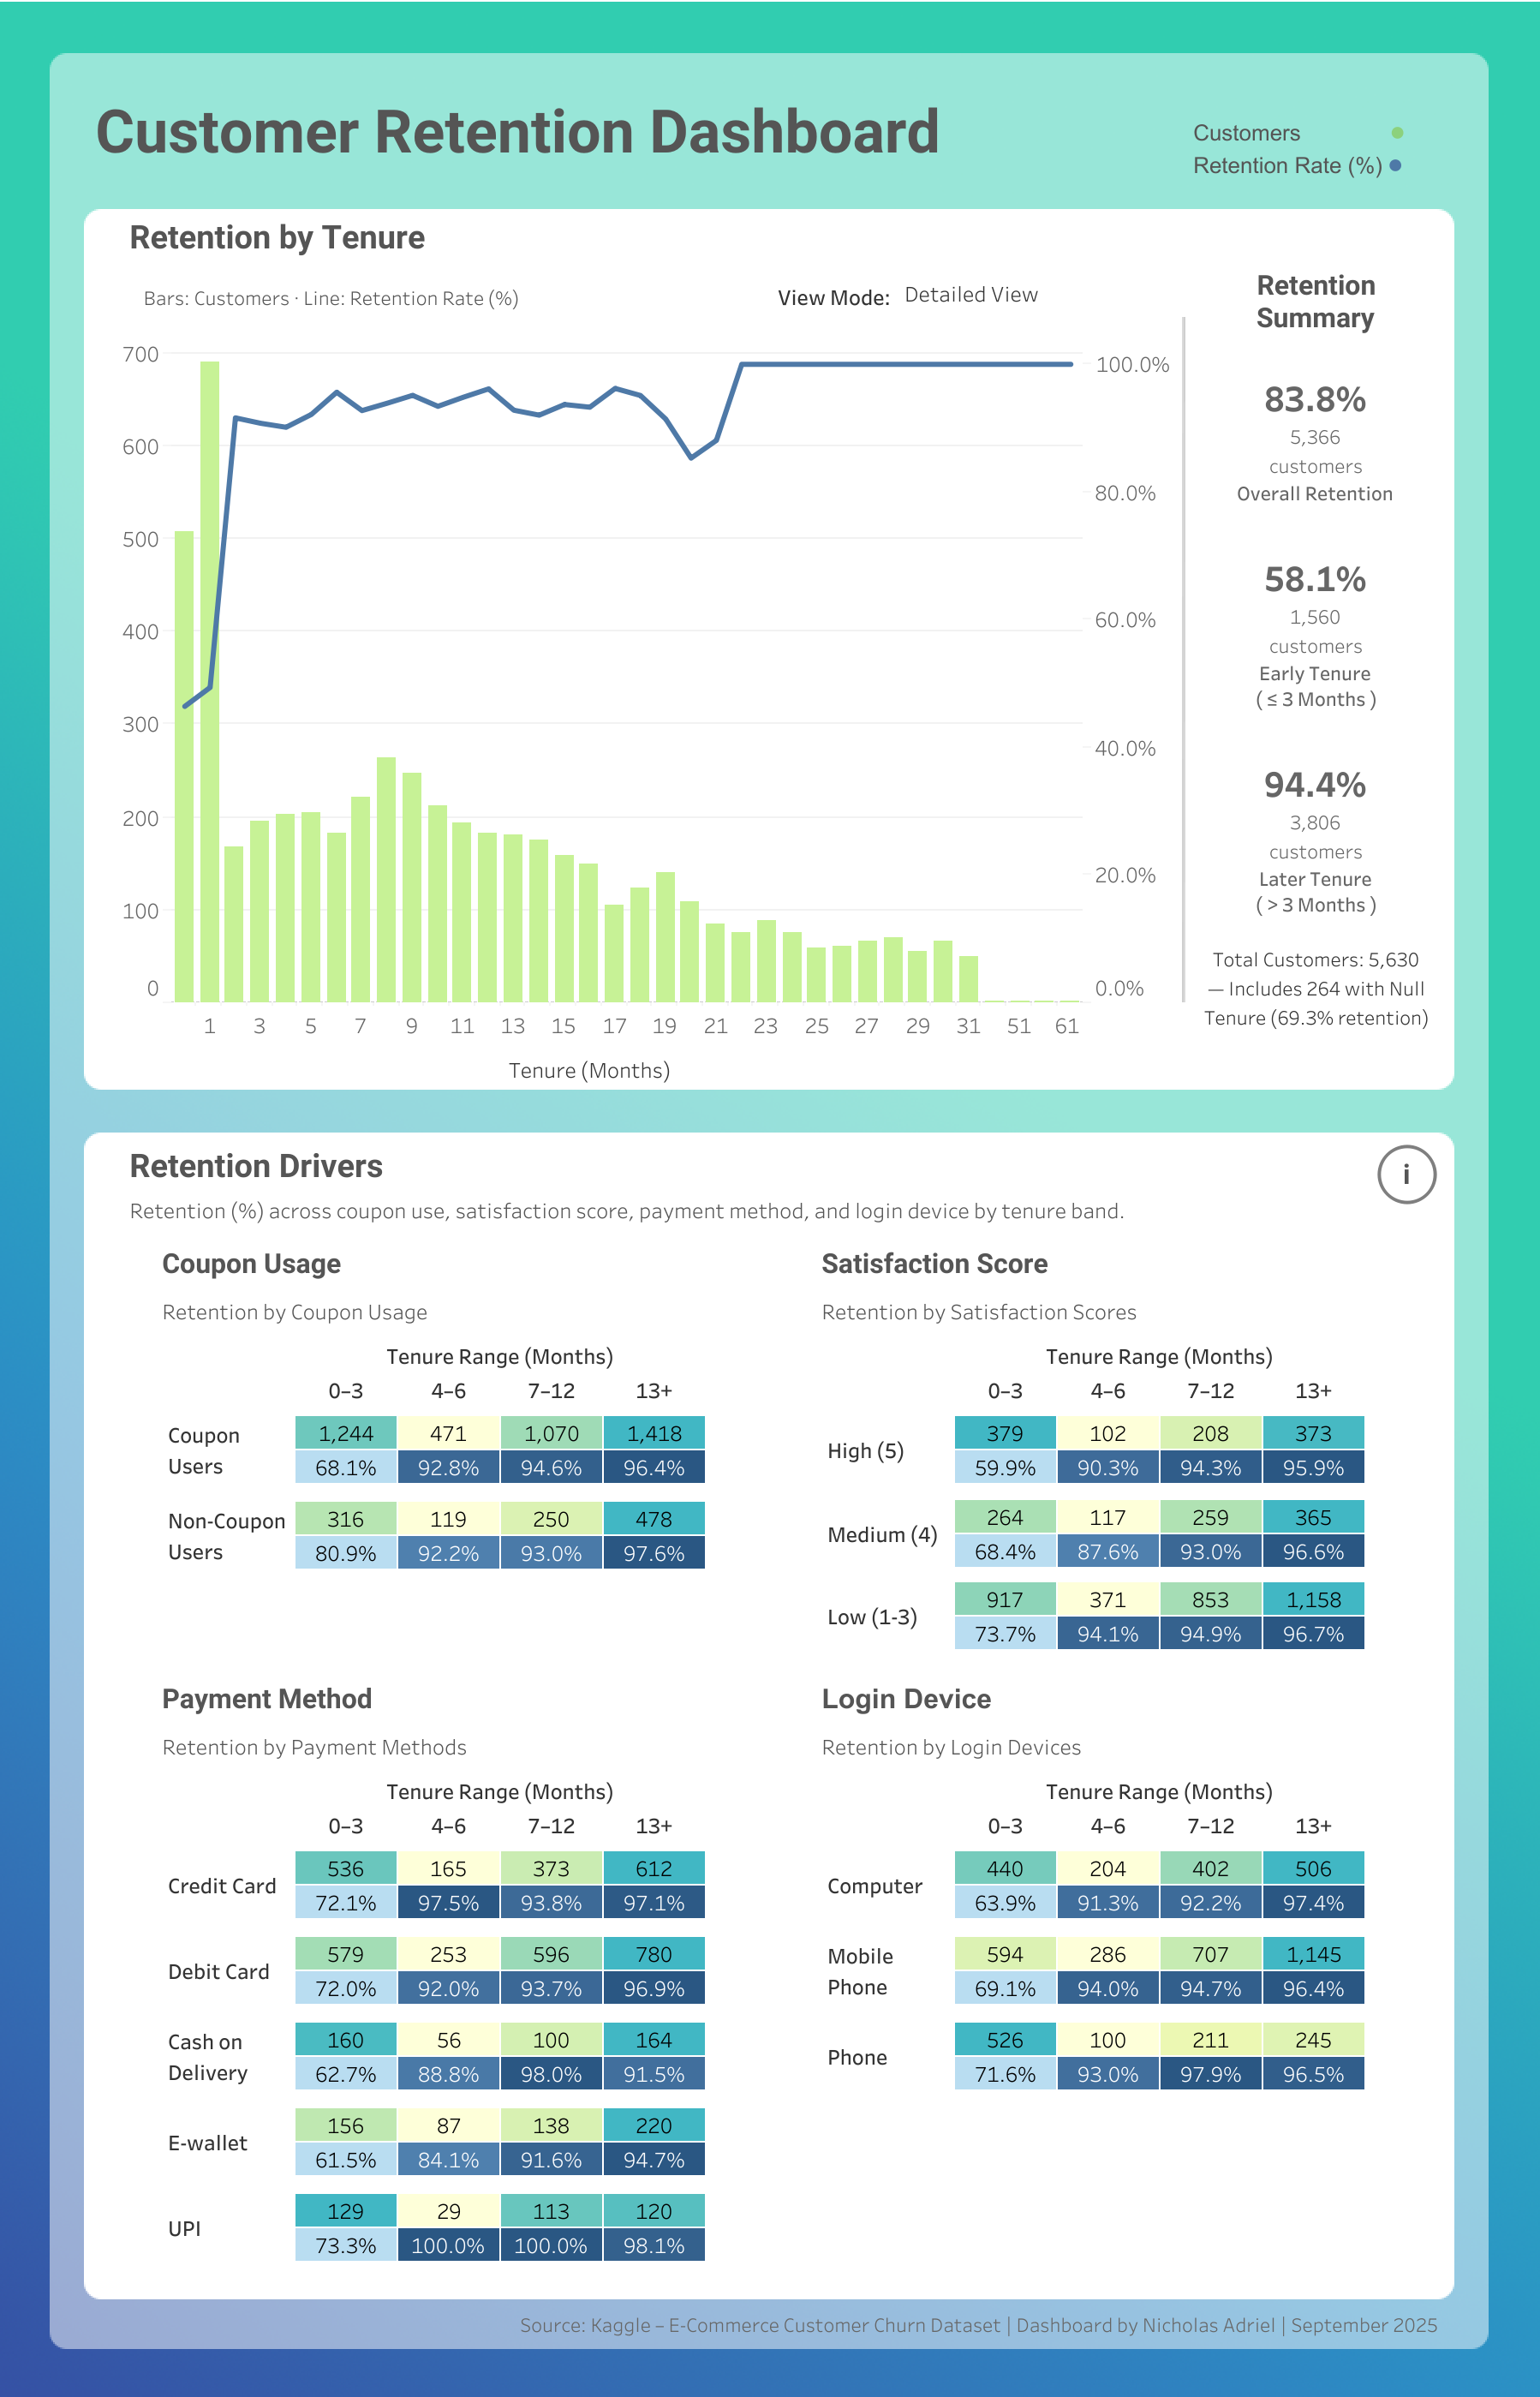 Customer Retention Dashboard
Customers
Retention Rate (%)
Retention by Tenure
Bars: Customers · Line: Retention Rate (%)
View Mode: Detailed View
700
600
500
400
300
200
100
0
100.0%
80.0%
60.0%
40.0%
20.0%
0.0%
1 3 5 7 9 11 13 15 17 19 21 23 25 27 29 31 51 61
Tenure (Months)
Retention
Summary
83.8%
5,366
customers
Overall Retention
58.1%
1,560
customers
Early Tenure
( ≤ 3 Months )
94.4%
3,806
customers
Later Tenure
( > 3 Months )
Total Customers: 5,630
— Includes 264 with Null
Tenure (69.3% retention)
Retention Drivers
i
Retention (%) across coupon use, satisfaction score, payment method, and login device by tenure band.
Coupon Usage
Retention by Coupon Usage
Tenure Range (Months)
0–3 4–6 7–12 13+
Coupon
Users
1,244 471 1,070 1,418
68.1% 92.8% 94.6% 96.4%
Non-Coupon
Users
316 119 250 478
80.9% 92.2% 93.0% 97.6%
Satisfaction Score
Retention by Satisfaction Scores
Tenure Range (Months)
0–3 4–6 7–12 13+
High (5)
379 102 208 373
59.9% 90.3% 94.3% 95.9%
Medium (4)
264 117 259 365
68.4% 87.6% 93.0% 96.6%
Low (1-3)
917 371 853 1,158
73.7% 94.1% 94.9% 96.7%
Payment Method
Retention by Payment Methods
Tenure Range (Months)
0–3 4–6 7–12 13+
Credit Card
536 165 373 612
72.1% 97.5% 93.8% 97.1%
Debit Card
579 253 596 780
72.0% 92.0% 93.7% 96.9%
Cash on
Delivery
160 56 100 164
62.7% 88.8% 98.0% 91.5%
E-wallet
156 87 138 220
61.5% 84.1% 91.6% 94.7%
UPI
129 29 113 120
73.3% 100.0% 100.0% 98.1%
Login Device
Retention by Login Devices
Tenure Range (Months)
0–3 4–6 7–12 13+
Computer
440 204 402 506
63.9% 91.3% 92.2% 97.4%
Mobile
Phone
594 286 707 1,145
69.1% 94.0% 94.7% 96.4%
Phone
526 100 211 245
71.6% 93.0% 97.9% 96.5%
Source: Kaggle – E-Commerce Customer Churn Dataset | Dashboard by Nicholas Adriel | September 2025